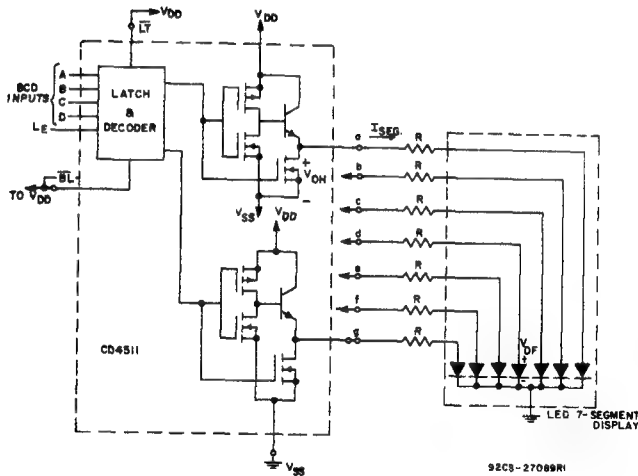 VDD
LT
VDD
BCD
INPUTS
A
B
C
D
LE
LATCH
&
DECODER
BL
TO VDD
+
VOH
-
VSS
VDD
CD4511
VSS
a
ISEG.
R
b
R
c
R
d
R
e
R
f
R
g
R
VDF
+
-
LED 7-SEGMENT
DISPLAY
92CS-27089R1